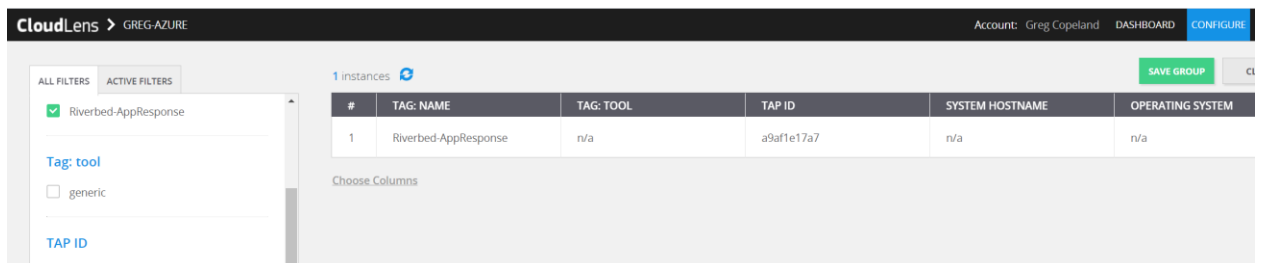 CloudLens > GREG-AZURE
Account: Greg Copeland DASHBOARD CONFIGURE
ALL FILTERS ACTIVE FILTERS
Riverbed-AppResponse
Tag: tool
generic
TAP ID
1 instances
SAVE GROUP CL
# TAG: NAME TAG: TOOL TAP ID SYSTEM HOSTNAME OPERATING SYSTEM
1 Riverbed-AppResponse n/a a9af1e17a7 n/a n/a
Choose Columns